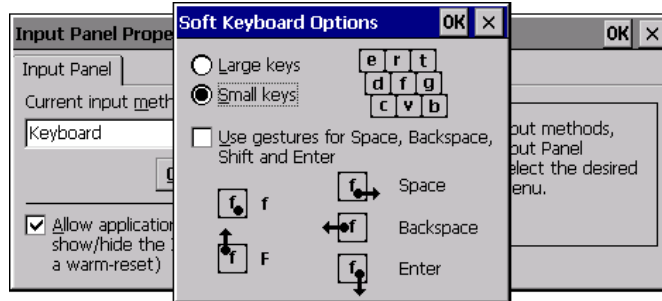 Input Panel Prope
OK
Input Panel
Current input meth
Keyboard
Allow application
show/hide the
a warm-reset)
Soft Keyboard Options
OK
Large keys
Small keys
e r t
d f g
c v b
Use gestures for Space, Backspace,
Shift and Enter
f f
f F
f Space
f Backspace
f Enter
put methods,
put Panel
elect the desired
enu.